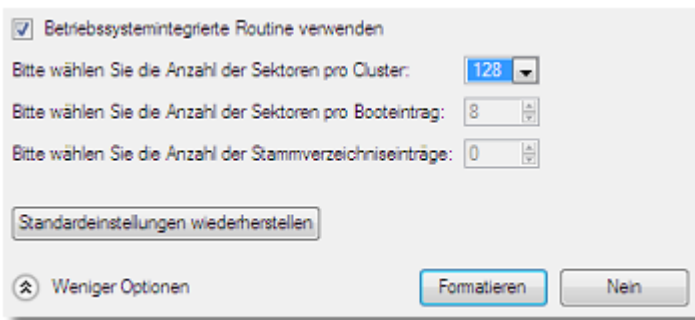 Betriebssystemintegrierte Routine verwenden
Bitte wählen Sie die Anzahl der Sektoren pro Cluster: 128
Bitte wählen Sie die Anzahl der Sektoren pro Booteintrag: 8
Bitte wählen Sie die Anzahl der Stammverzeichniseinträge: 0
Standardeinstellungen wiederherstellen
Weniger Optionen Formatieren Nein